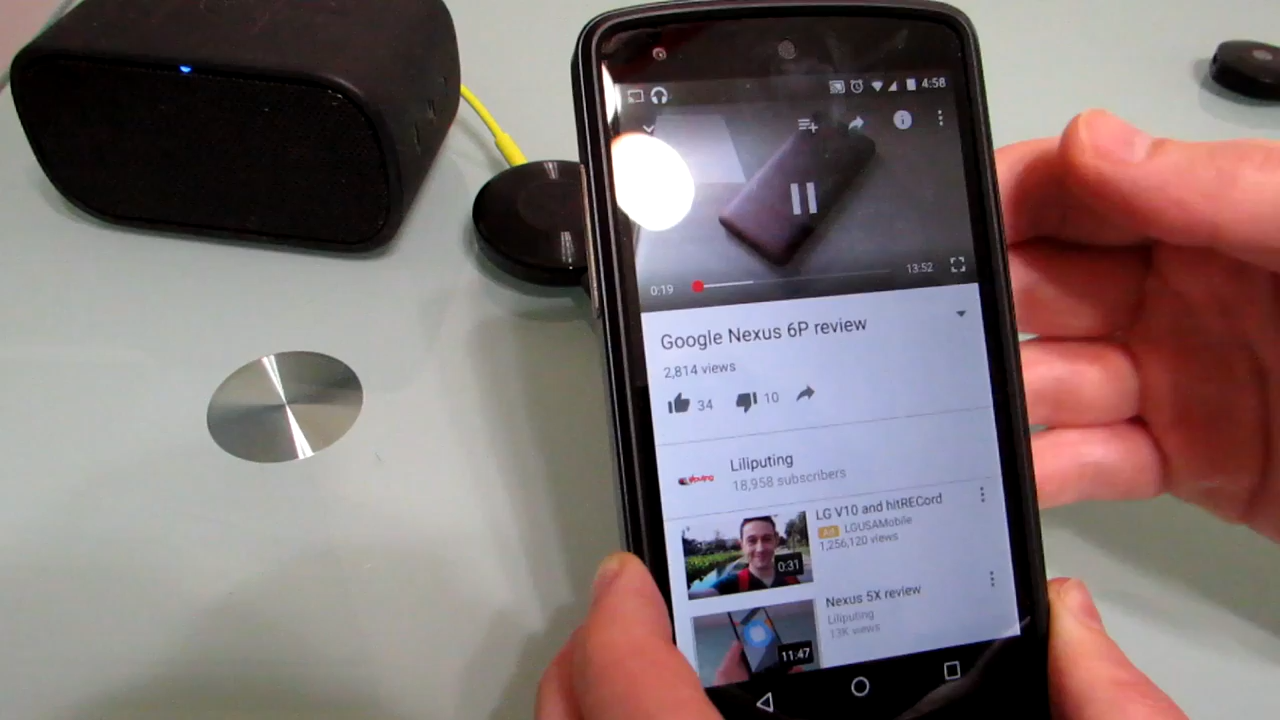 4:58
0:19
13:52
Google Nexus 6P review
2,814 views
34
10
Liliputing
18,958 subscribers
LG V10 and hitRECord
Ad LGUSAMobile
1,256,120 views
0:31
Nexus 5X review
Liliputing
13K views
11:47